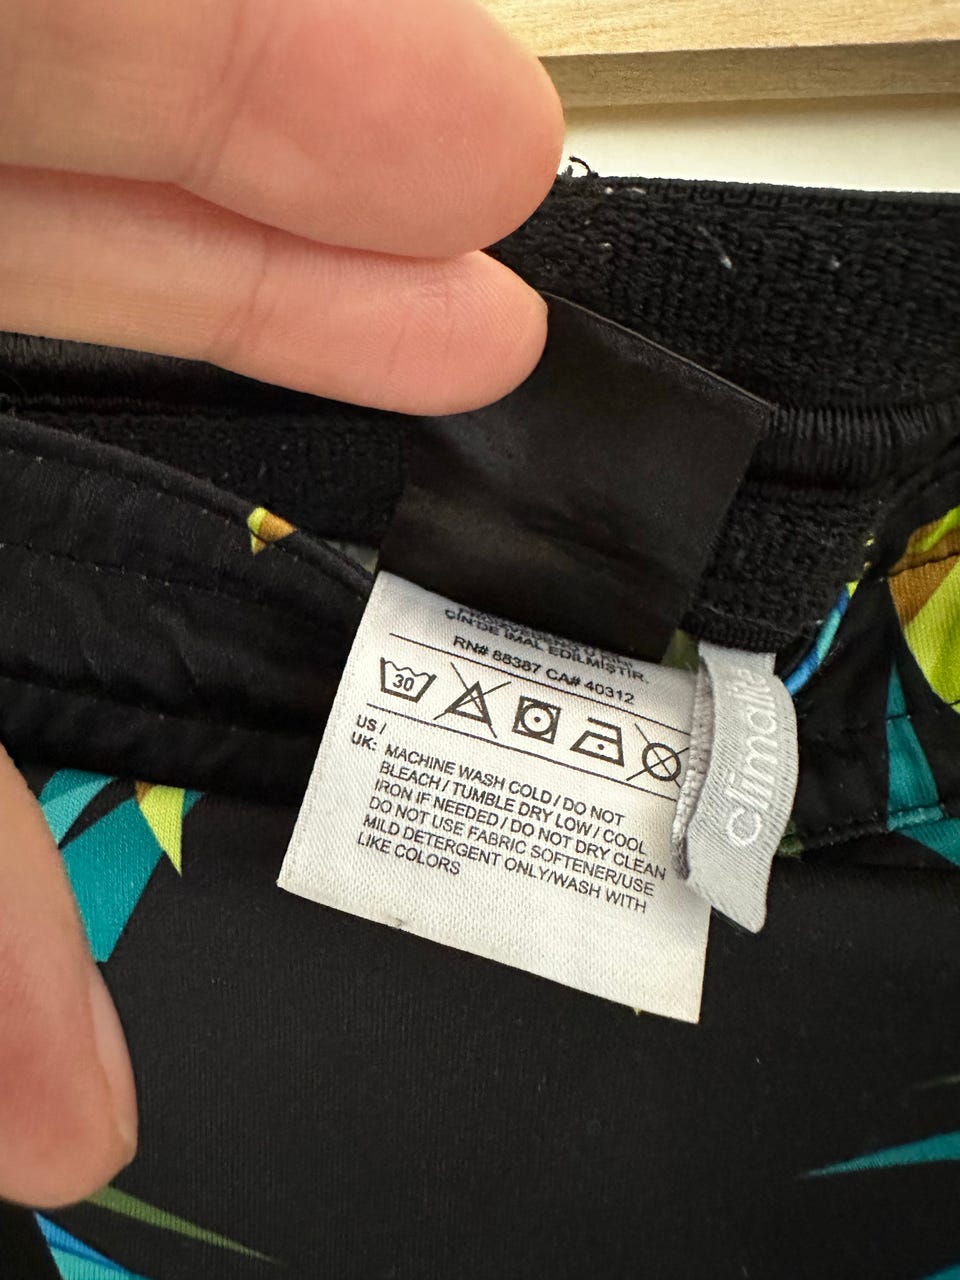 ÇİN'DE İMAL EDİLMİŞTİR.
RN# 88387 CA# 40312
30
US /
UK: MACHINE WASH COLD / DO NOT
BLEACH / TUMBLE DRY LOW / COOL
IRON IF NEEDED / DO NOT DRY CLEAN
DO NOT USE FABRIC SOFTENER/USE
MILD DETERGENT ONLY/WASH WITH
LIKE COLORS
climalite